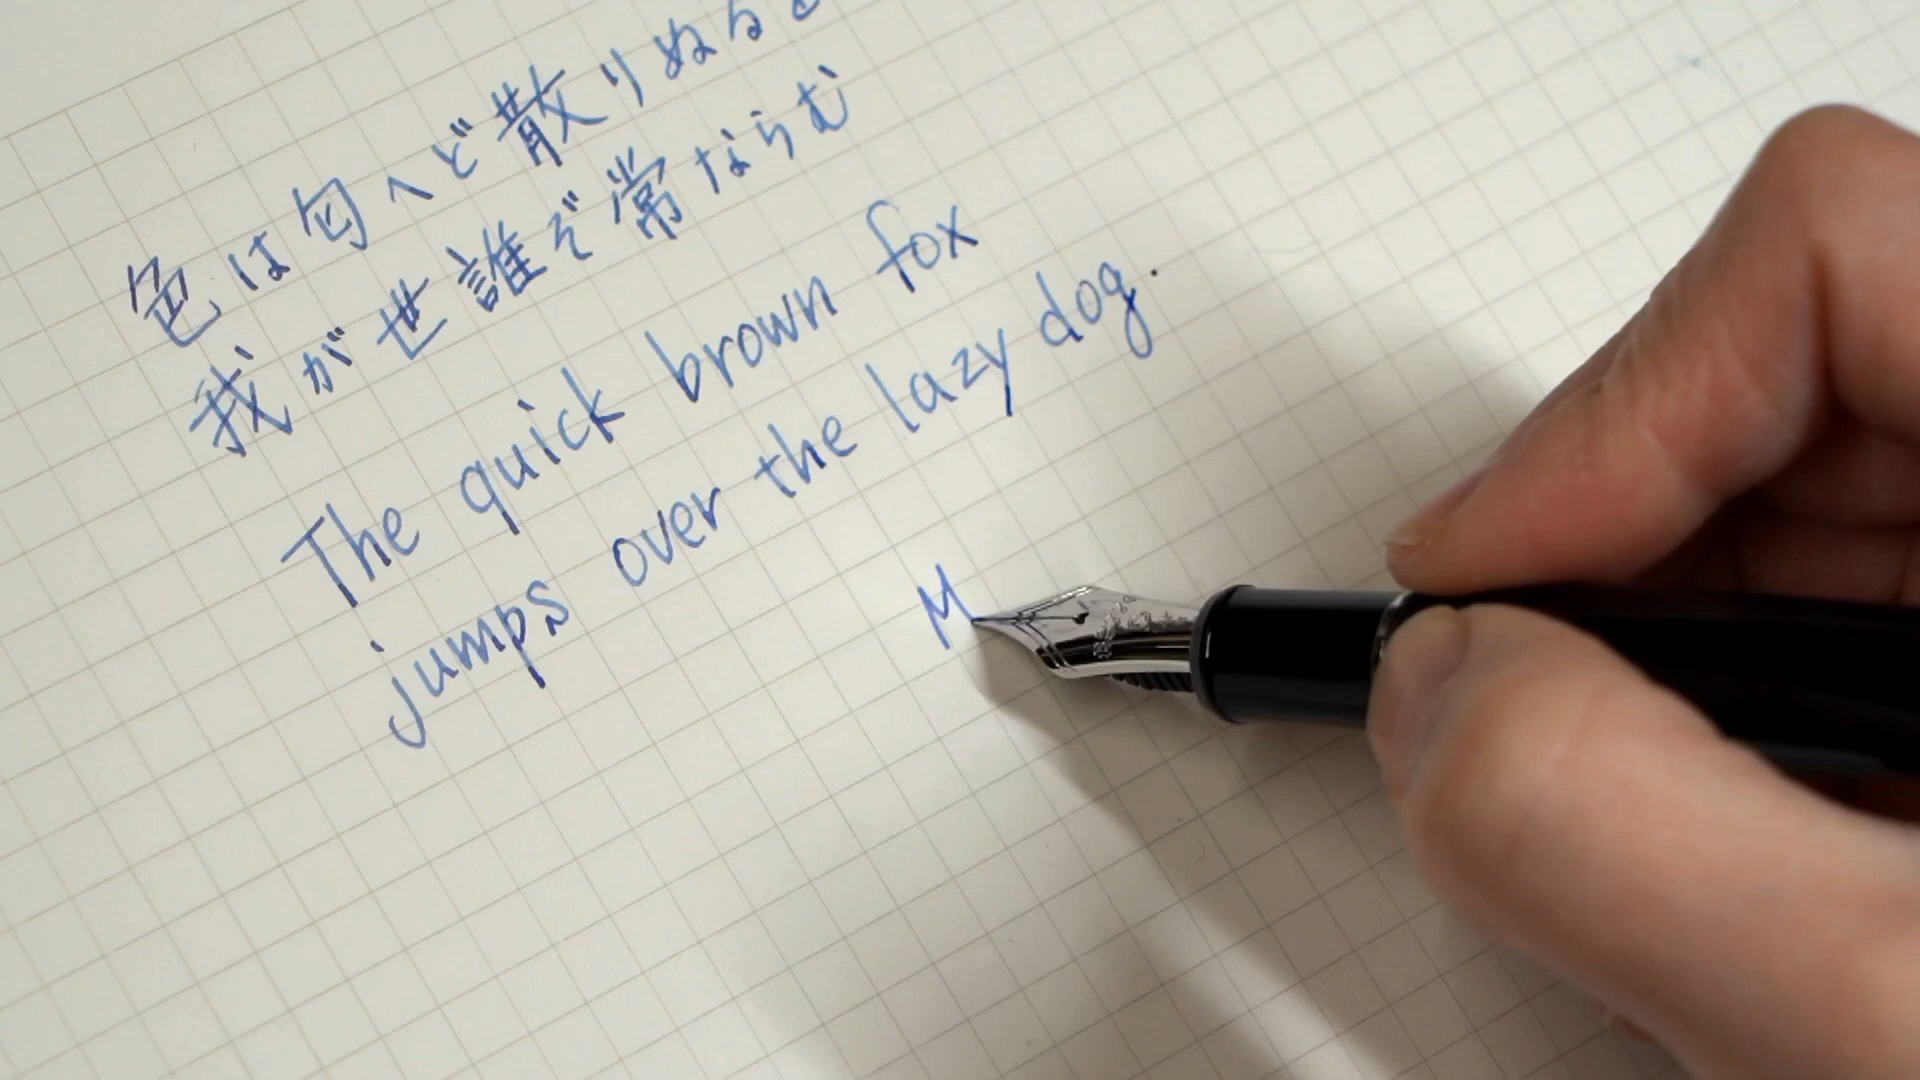 色は匂へど散りぬると
我が世誰ぞ常ならむ
The quick brown fox
jumps over the lazy dog.
M